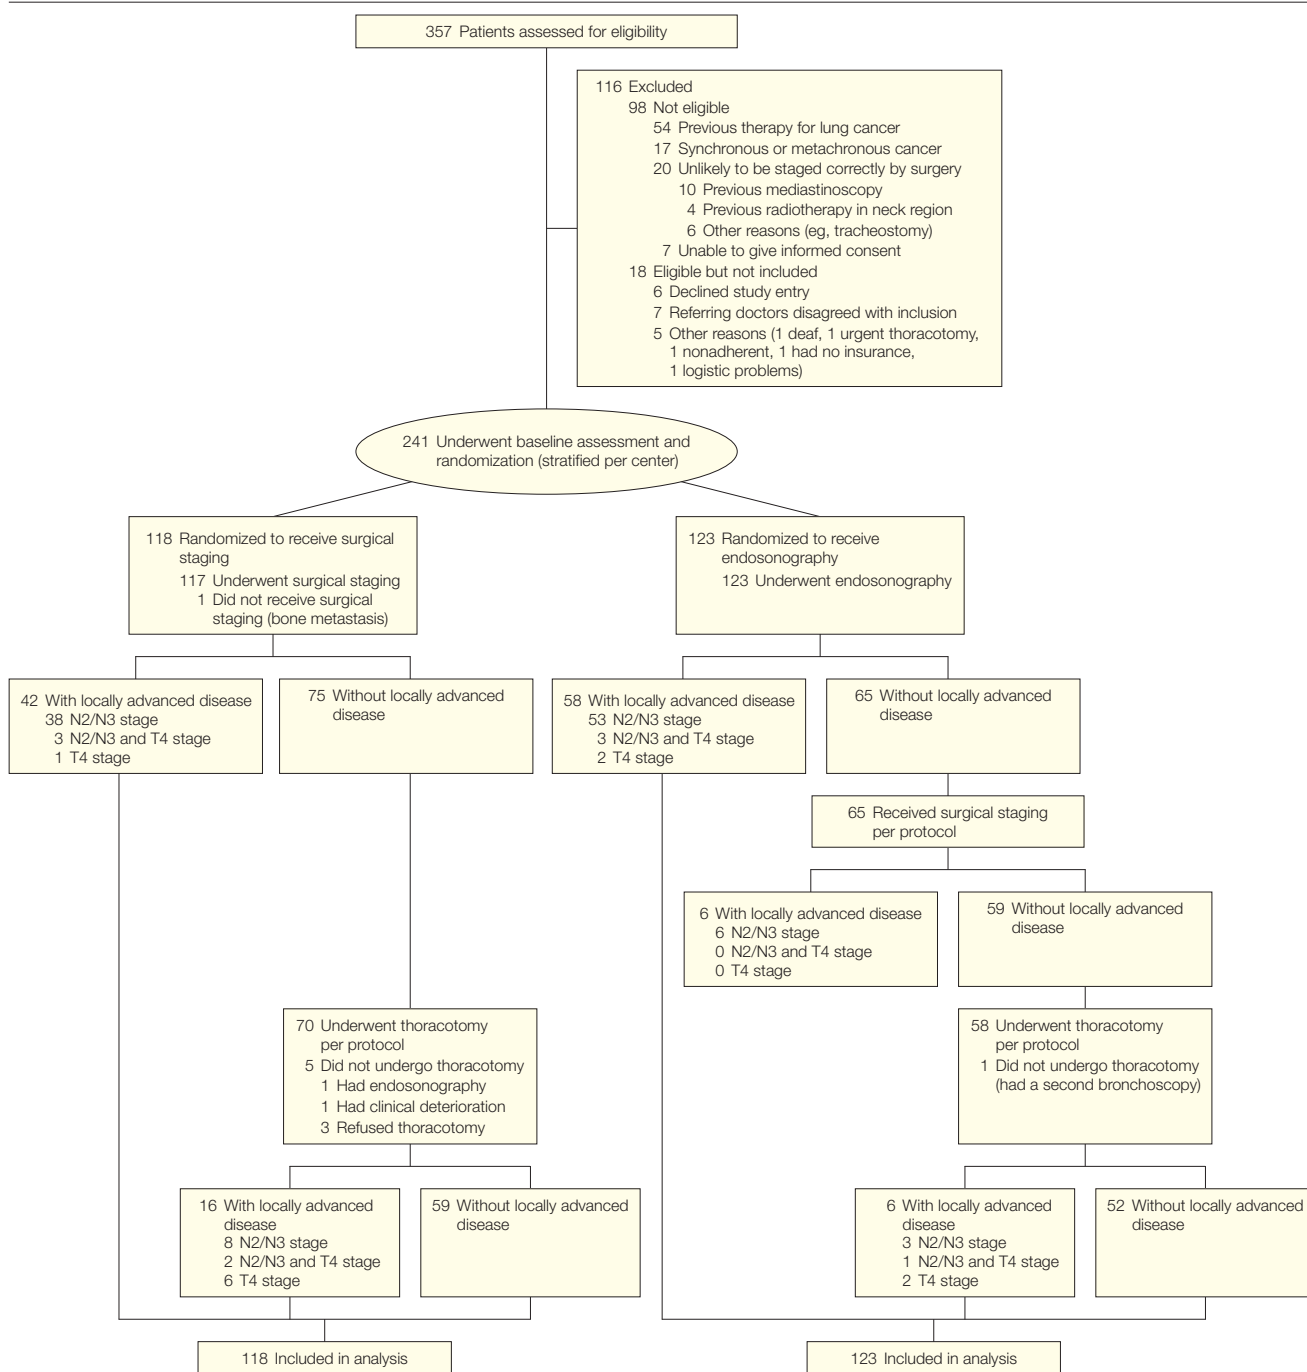 357 Patients assessed for eligibility
116 Excluded
98 Not eligible
54 Previous therapy for lung cancer
17 Synchronous or metachronous cancer
20 Unlikely to be staged correctly by surgery
10 Previous mediastinoscopy
4 Previous radiotherapy in neck region
6 Other reasons (eg, tracheostomy)
7 Unable to give informed consent
18 Eligible but not included
6 Declined study entry
7 Referring doctors disagreed with inclusion
5 Other reasons (1 deaf, 1 urgent thoracotomy,
1 nonadherent, 1 had no insurance,
1 logistic problems)
241 Underwent baseline assessment and
randomization (stratified per center)
118 Randomized to receive surgical
staging
117 Underwent surgical staging
1 Did not receive surgical
staging (bone metastasis)
123 Randomized to receive
endosonography
123 Underwent endosonography
42 With locally advanced disease
38 N2/N3 stage
3 N2/N3 and T4 stage
1 T4 stage
75 Without locally advanced
disease
58 With locally advanced disease
53 N2/N3 stage
3 N2/N3 and T4 stage
2 T4 stage
65 Without locally advanced
disease
65 Received surgical staging
per protocol
6 With locally advanced disease
6 N2/N3 stage
0 N2/N3 and T4 stage
0 T4 stage
59 Without locally advanced
disease
70 Underwent thoracotomy
per protocol
5 Did not undergo thoracotomy
1 Had endosonography
1 Had clinical deterioration
3 Refused thoracotomy
58 Underwent thoracotomy
per protocol
1 Did not undergo thoracotomy
(had a second bronchoscopy)
16 With locally advanced
disease
8 N2/N3 stage
2 N2/N3 and T4 stage
6 T4 stage
59 Without locally advanced
disease
6 With locally advanced
disease
3 N2/N3 stage
1 N2/N3 and T4 stage
2 T4 stage
52 Without locally advanced
disease
118 Included in analysis
123 Included in analysis